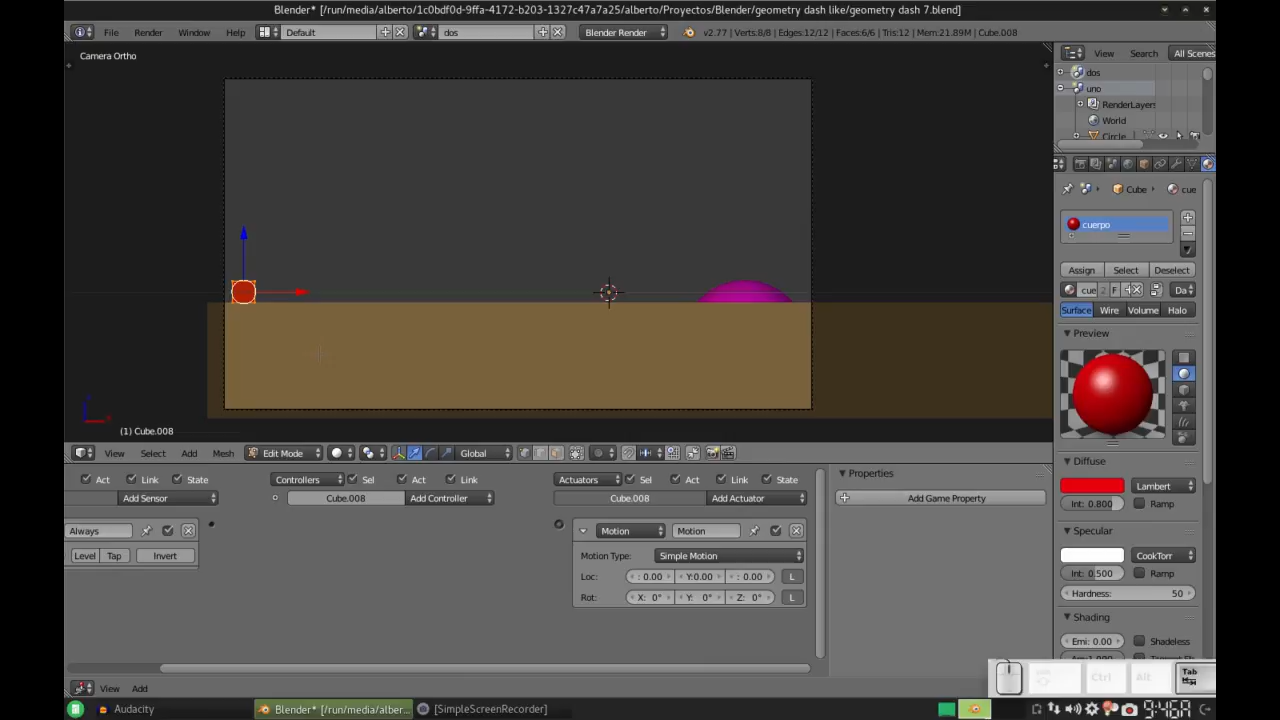 Blender* [/run/media/alberto/1c0bdf0d-9ffa-4172-b203-1327c47a7a25/alberto/Proyectos/Blender/geometry dash like/geometry dash 7.blend]
File Render Window Help Default dos Blender Render v2.77 | Verts:8/8 | Edges:12/12 | Faces:6/6 | Tris:12 | Mem:21.89M | Cube.008
Camera Ortho
View Search All Scenes
dos
uno
RenderLayers
World
Circle
Cube cue
cuerpo
Assign Select Deselect
cue 2 F Da
Surface Wire Volume Halo
Preview
(1) Cube.008
View Select Add Mesh Edit Mode Global
Diffuse
Lambert
Int: 0.800 Ramp
Specular
CookTorr
Int: 0.500 Ramp
Hardness: 50
Shading
Emi: 0.00 Shadeless
Act Link State Controllers Sel Act Link Actuators Sel Act Link State
Add Sensor Cube.008 Add Controller Cube.008 Add Actuator
Always
Level Tap Invert
Motion Motion
Motion Type: Simple Motion
Loc: : 0.00 Y:0.00 : 0.00 L
Rot: X: 0° Y: 0° Z: 0° L
Properties
Add Game Property
Ctrl Alt Tab
View Add
Audacity Blender* [/run/media/alber... [SimpleScreenRecorder]